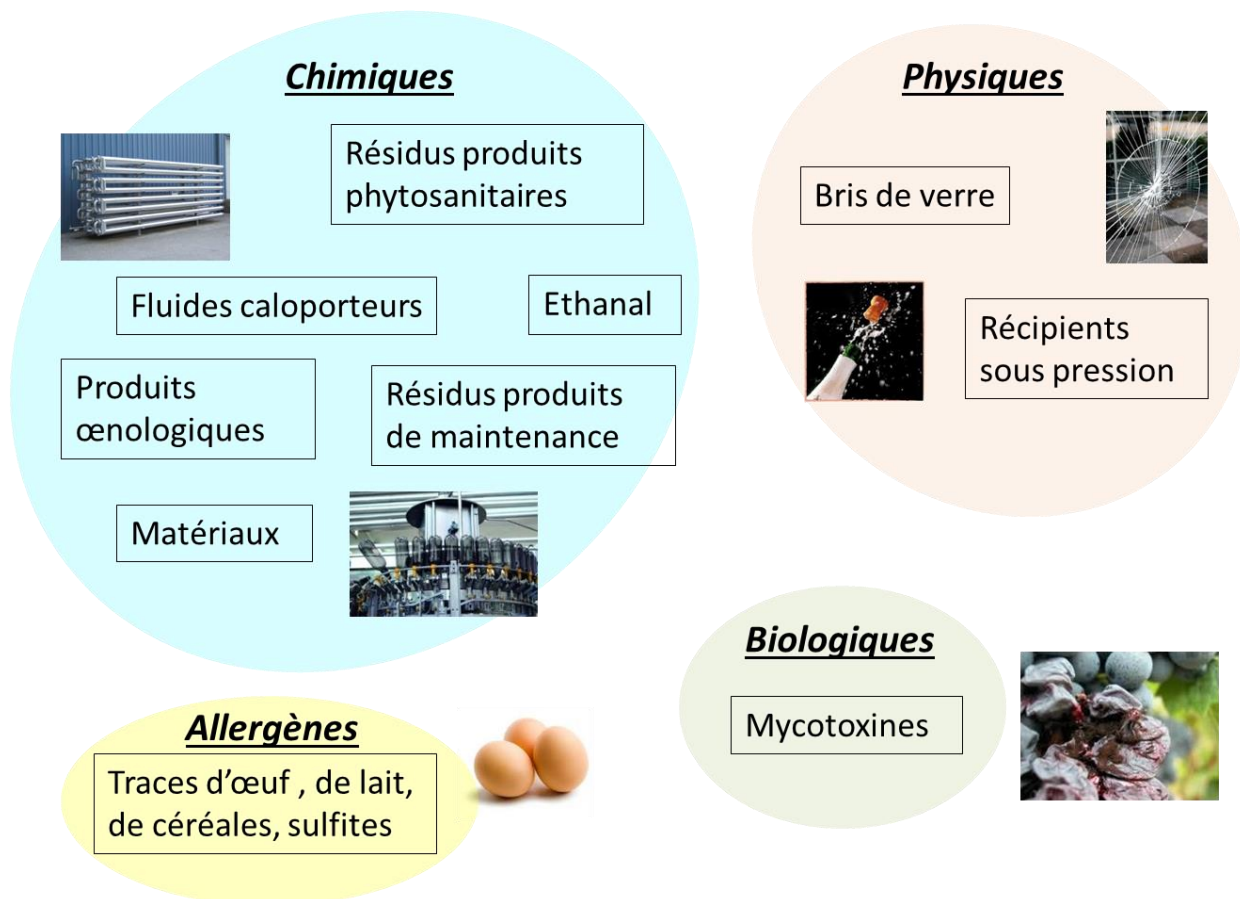 Chimiques
Résidus produits
phytosanitaires
Fluides caloporteurs
Ethanal
Produits
œnologiques
Résidus produits
de maintenance
Matériaux
Physiques
Bris de verre
Récipients
sous pression
Biologiques
Mycotoxines
Allergènes
Traces d’œuf , de lait,
de céréales, sulfites